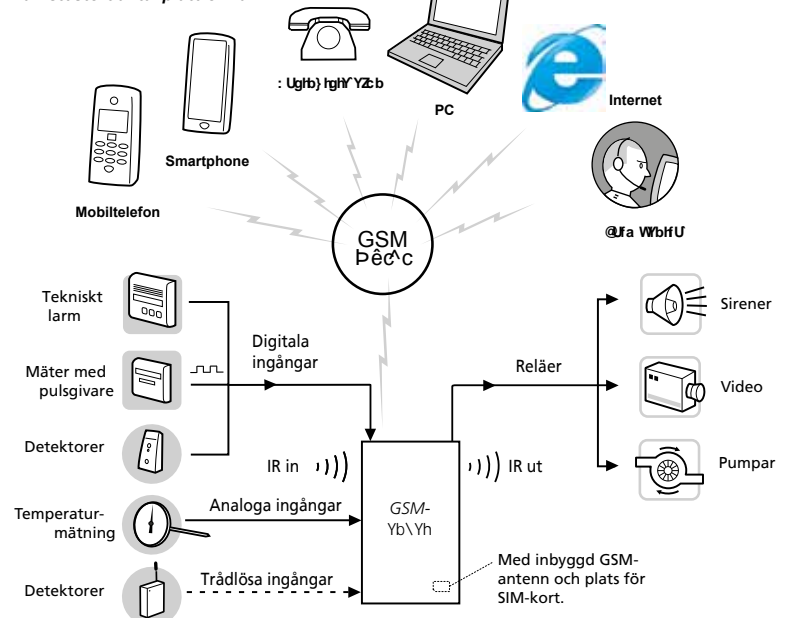 PC
Internet
Smartphone
Mobiltelefon
GSM
Tekniskt
larm
Digitala
ingångar
Mäter med
pulsgivare
Detektorer
IR in
IR ut
Reläer
Sirener
Video
Pumpar
Temperatur-
mätning
Analoga ingångar
GSM-
Yb\Yh
Detektorer
Trådlösa ingångar
Med inbyggd GSM-
antenn och plats för
SIM-kort.